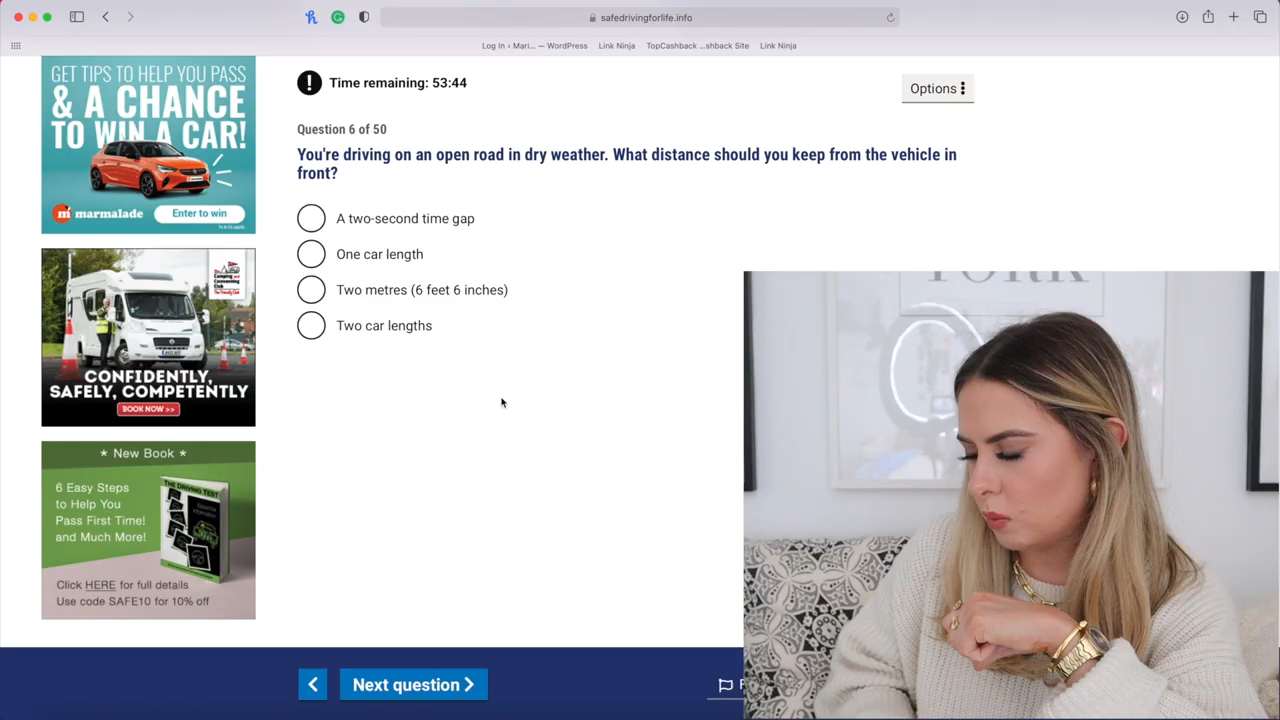 safedrivingforlife.info
Log In ‹ Mari... — WordPress Link Ninja TopCashback ...shback Site Link Ninja
GET TIPS TO HELP YOU PASS
& A CHANCE
TO WIN A CAR!
m marmalade Enter to win
Time remaining: 53:44
Options
Question 6 of 50
You're driving on an open road in dry weather. What distance should you keep from the vehicle in
front?
A two-second time gap
One car length
Two metres (6 feet 6 inches)
Two car lengths
CONFIDENTLY,
SAFELY, COMPETENTLY
BOOK NOW >>
* New Book *
6 Easy Steps
to Help You
Pass First Time!
and Much More!
THE DRIVING TEST
Click HERE for full details
Use code SAFE10 for 10% off
Next question
YORK